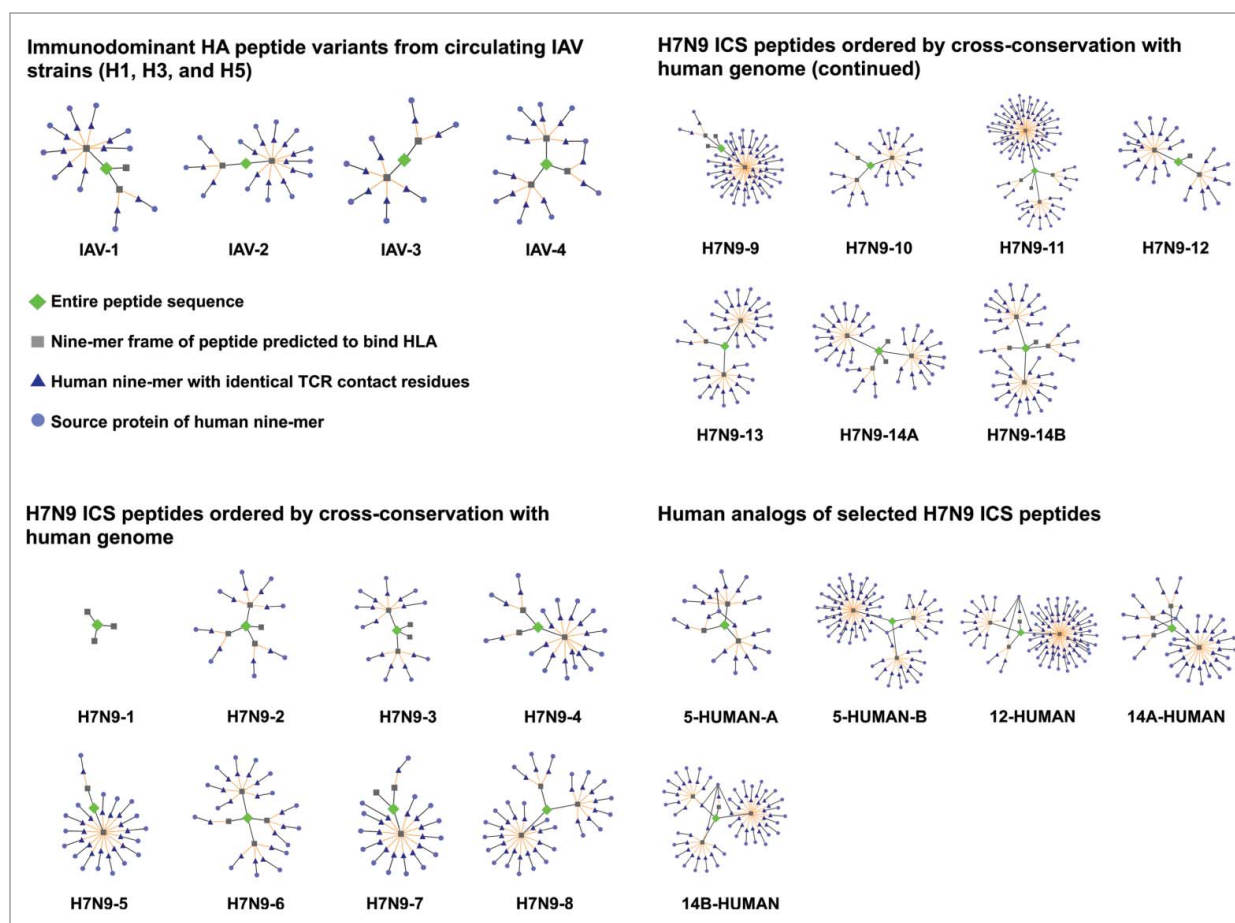 Immunodominant HA peptide variants from circulating IAV
strains (H1, H3, and H5)
IAV-1
IAV-2
IAV-3
IAV-4
Entire peptide sequence
Nine-mer frame of peptide predicted to bind HLA
Human nine-mer with identical TCR contact residues
Source protein of human nine-mer
H7N9 ICS peptides ordered by cross-conservation with
human genome (continued)
H7N9-9
H7N9-10
H7N9-11
H7N9-12
H7N9-13
H7N9-14A
H7N9-14B
H7N9 ICS peptides ordered by cross-conservation with
human genome
H7N9-1
H7N9-2
H7N9-3
H7N9-4
H7N9-5
H7N9-6
H7N9-7
H7N9-8
Human analogs of selected H7N9 ICS peptides
5-HUMAN-A
5-HUMAN-B
12-HUMAN
14A-HUMAN
14B-HUMAN